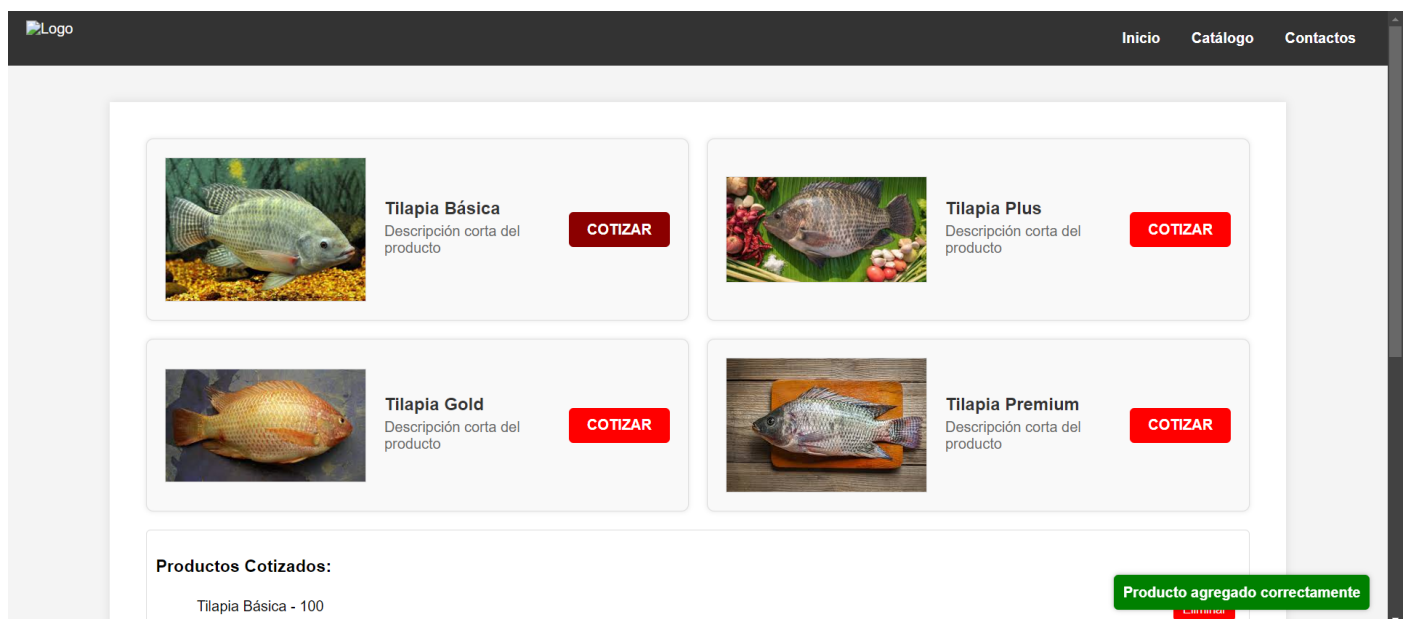 Logo
Inicio
Catálogo
Contactos
Tilapia Básica
Descripción corta del
producto
COTIZAR
Tilapia Plus
Descripción corta del
producto
COTIZAR
Tilapia Gold
Descripción corta del
producto
COTIZAR
Tilapia Premium
Descripción corta del
producto
COTIZAR
Productos Cotizados:
Tilapia Básica - 100
Eliminar
Producto agregado correctamente